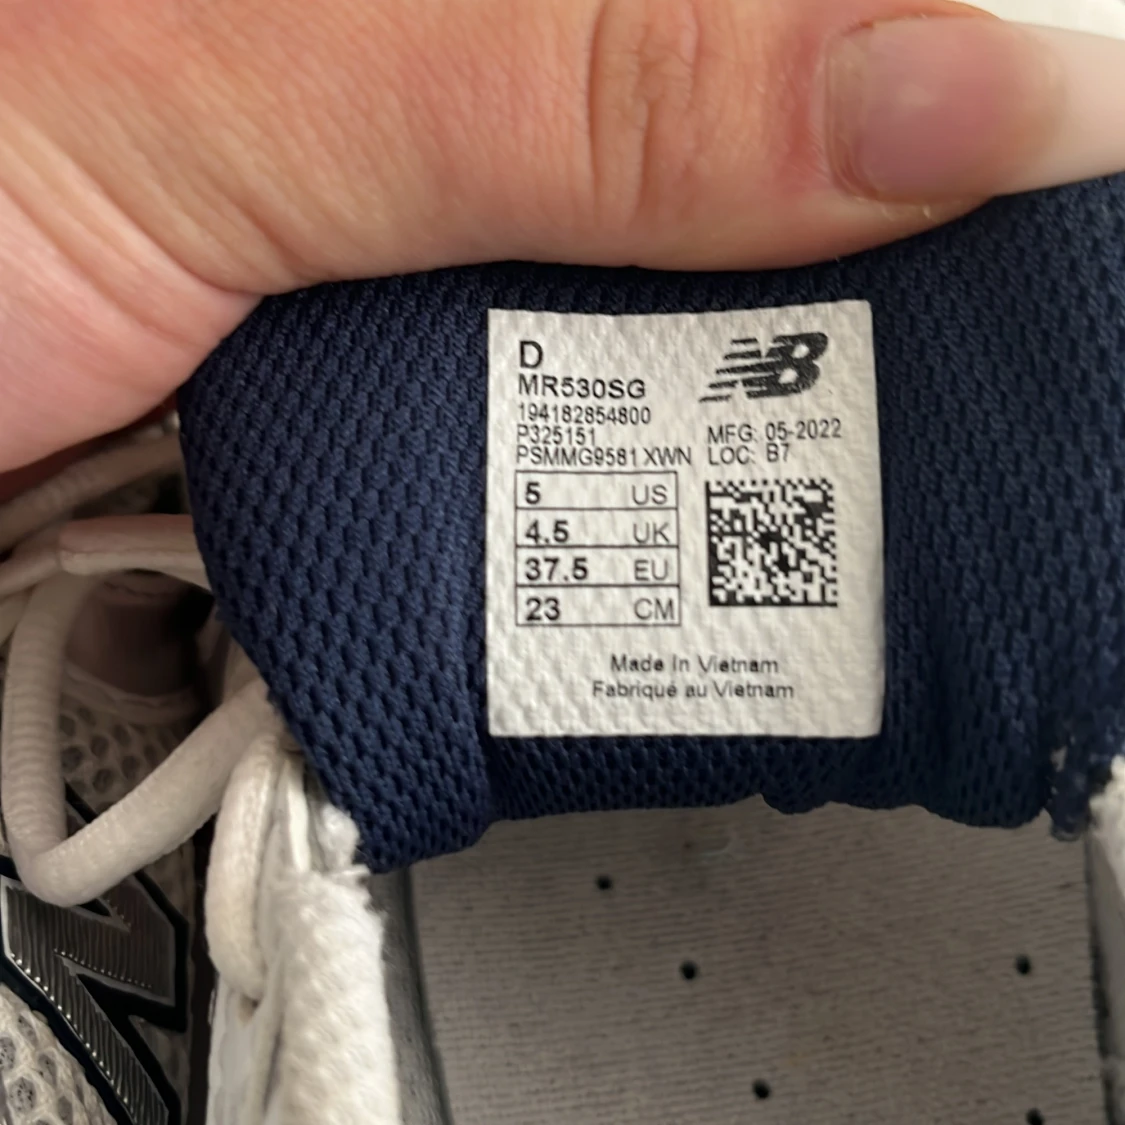 D
MR530SG
194182854800
P325151
PSMMG9581 XWN
NB
MFG: 05-2022
LOC: B7
5 US
4.5 UK
37.5 EU
23 CM
Made In Vietnam
Fabriqué au Vietnam